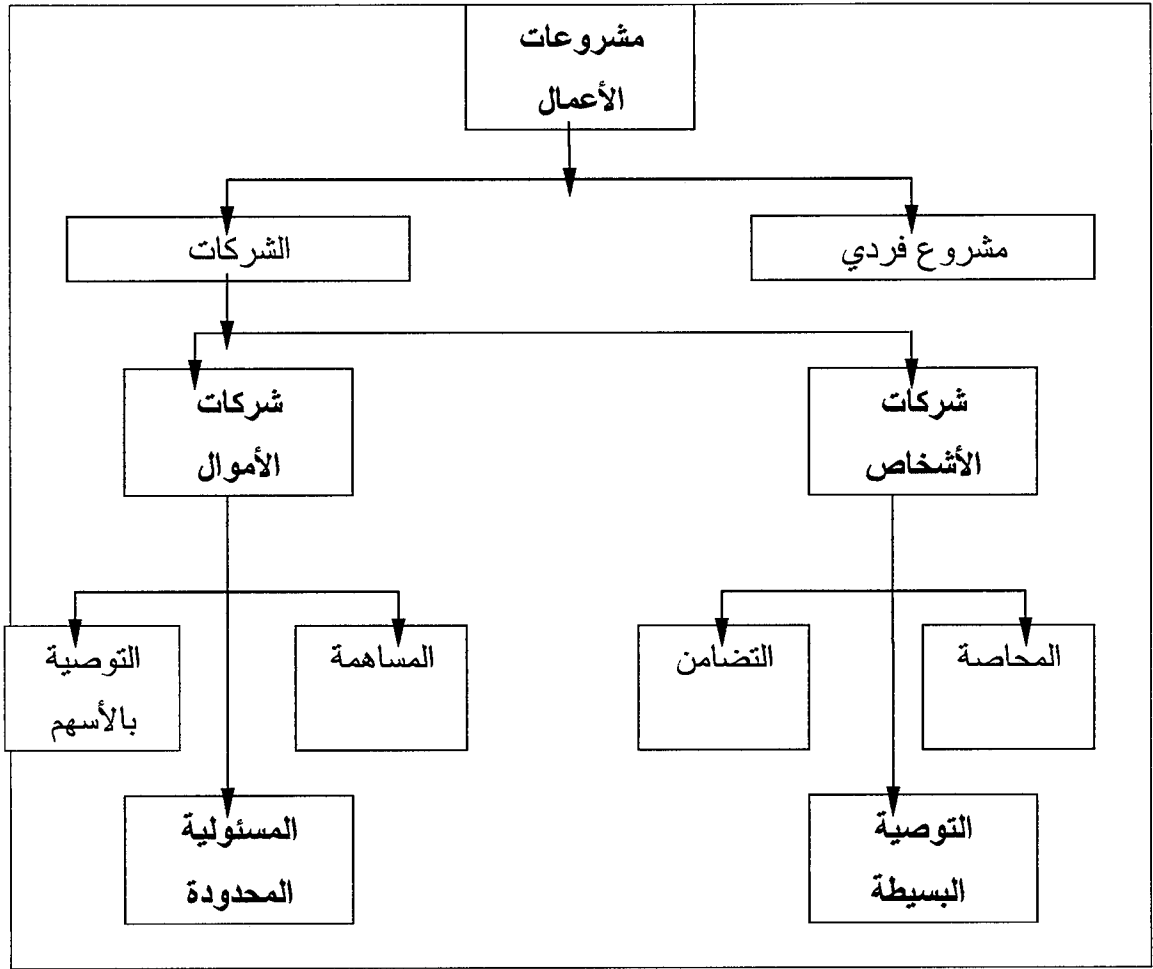 مشروعات
الأعمال
مشروع فردي
الشركات
شركات
الأشخاص
شركات
الأموال
المحاصة
التضامن
المساهمة
التوصية
بالأسهم
التوصية
البسيطة
المسئولية
المحدودة